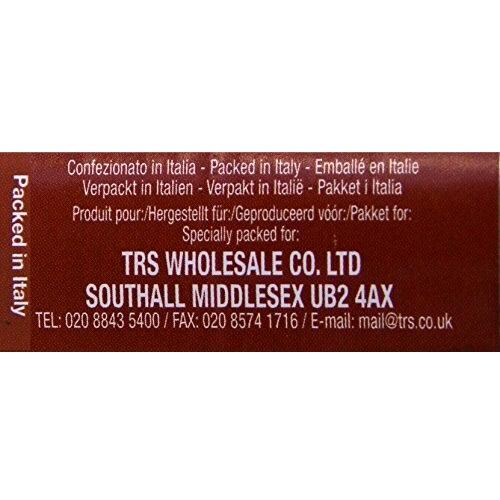 Packed in Italy
Confezionato in Italia - Packed in Italy - Emballé en Italie
Verpackt in Italien - Verpakt in Italië - Pakket i Italia
Produit pour:/Hergestellt für:/Geproduceerd vóór:/Pakket for:
Specially packed for:
TRS WHOLESALE CO. LTD
SOUTHALL MIDDLESEX UB2 4AX
TEL: 020 8843 5400 / FAX: 020 8574 1716 / E-mail: mail@trs.co.uk